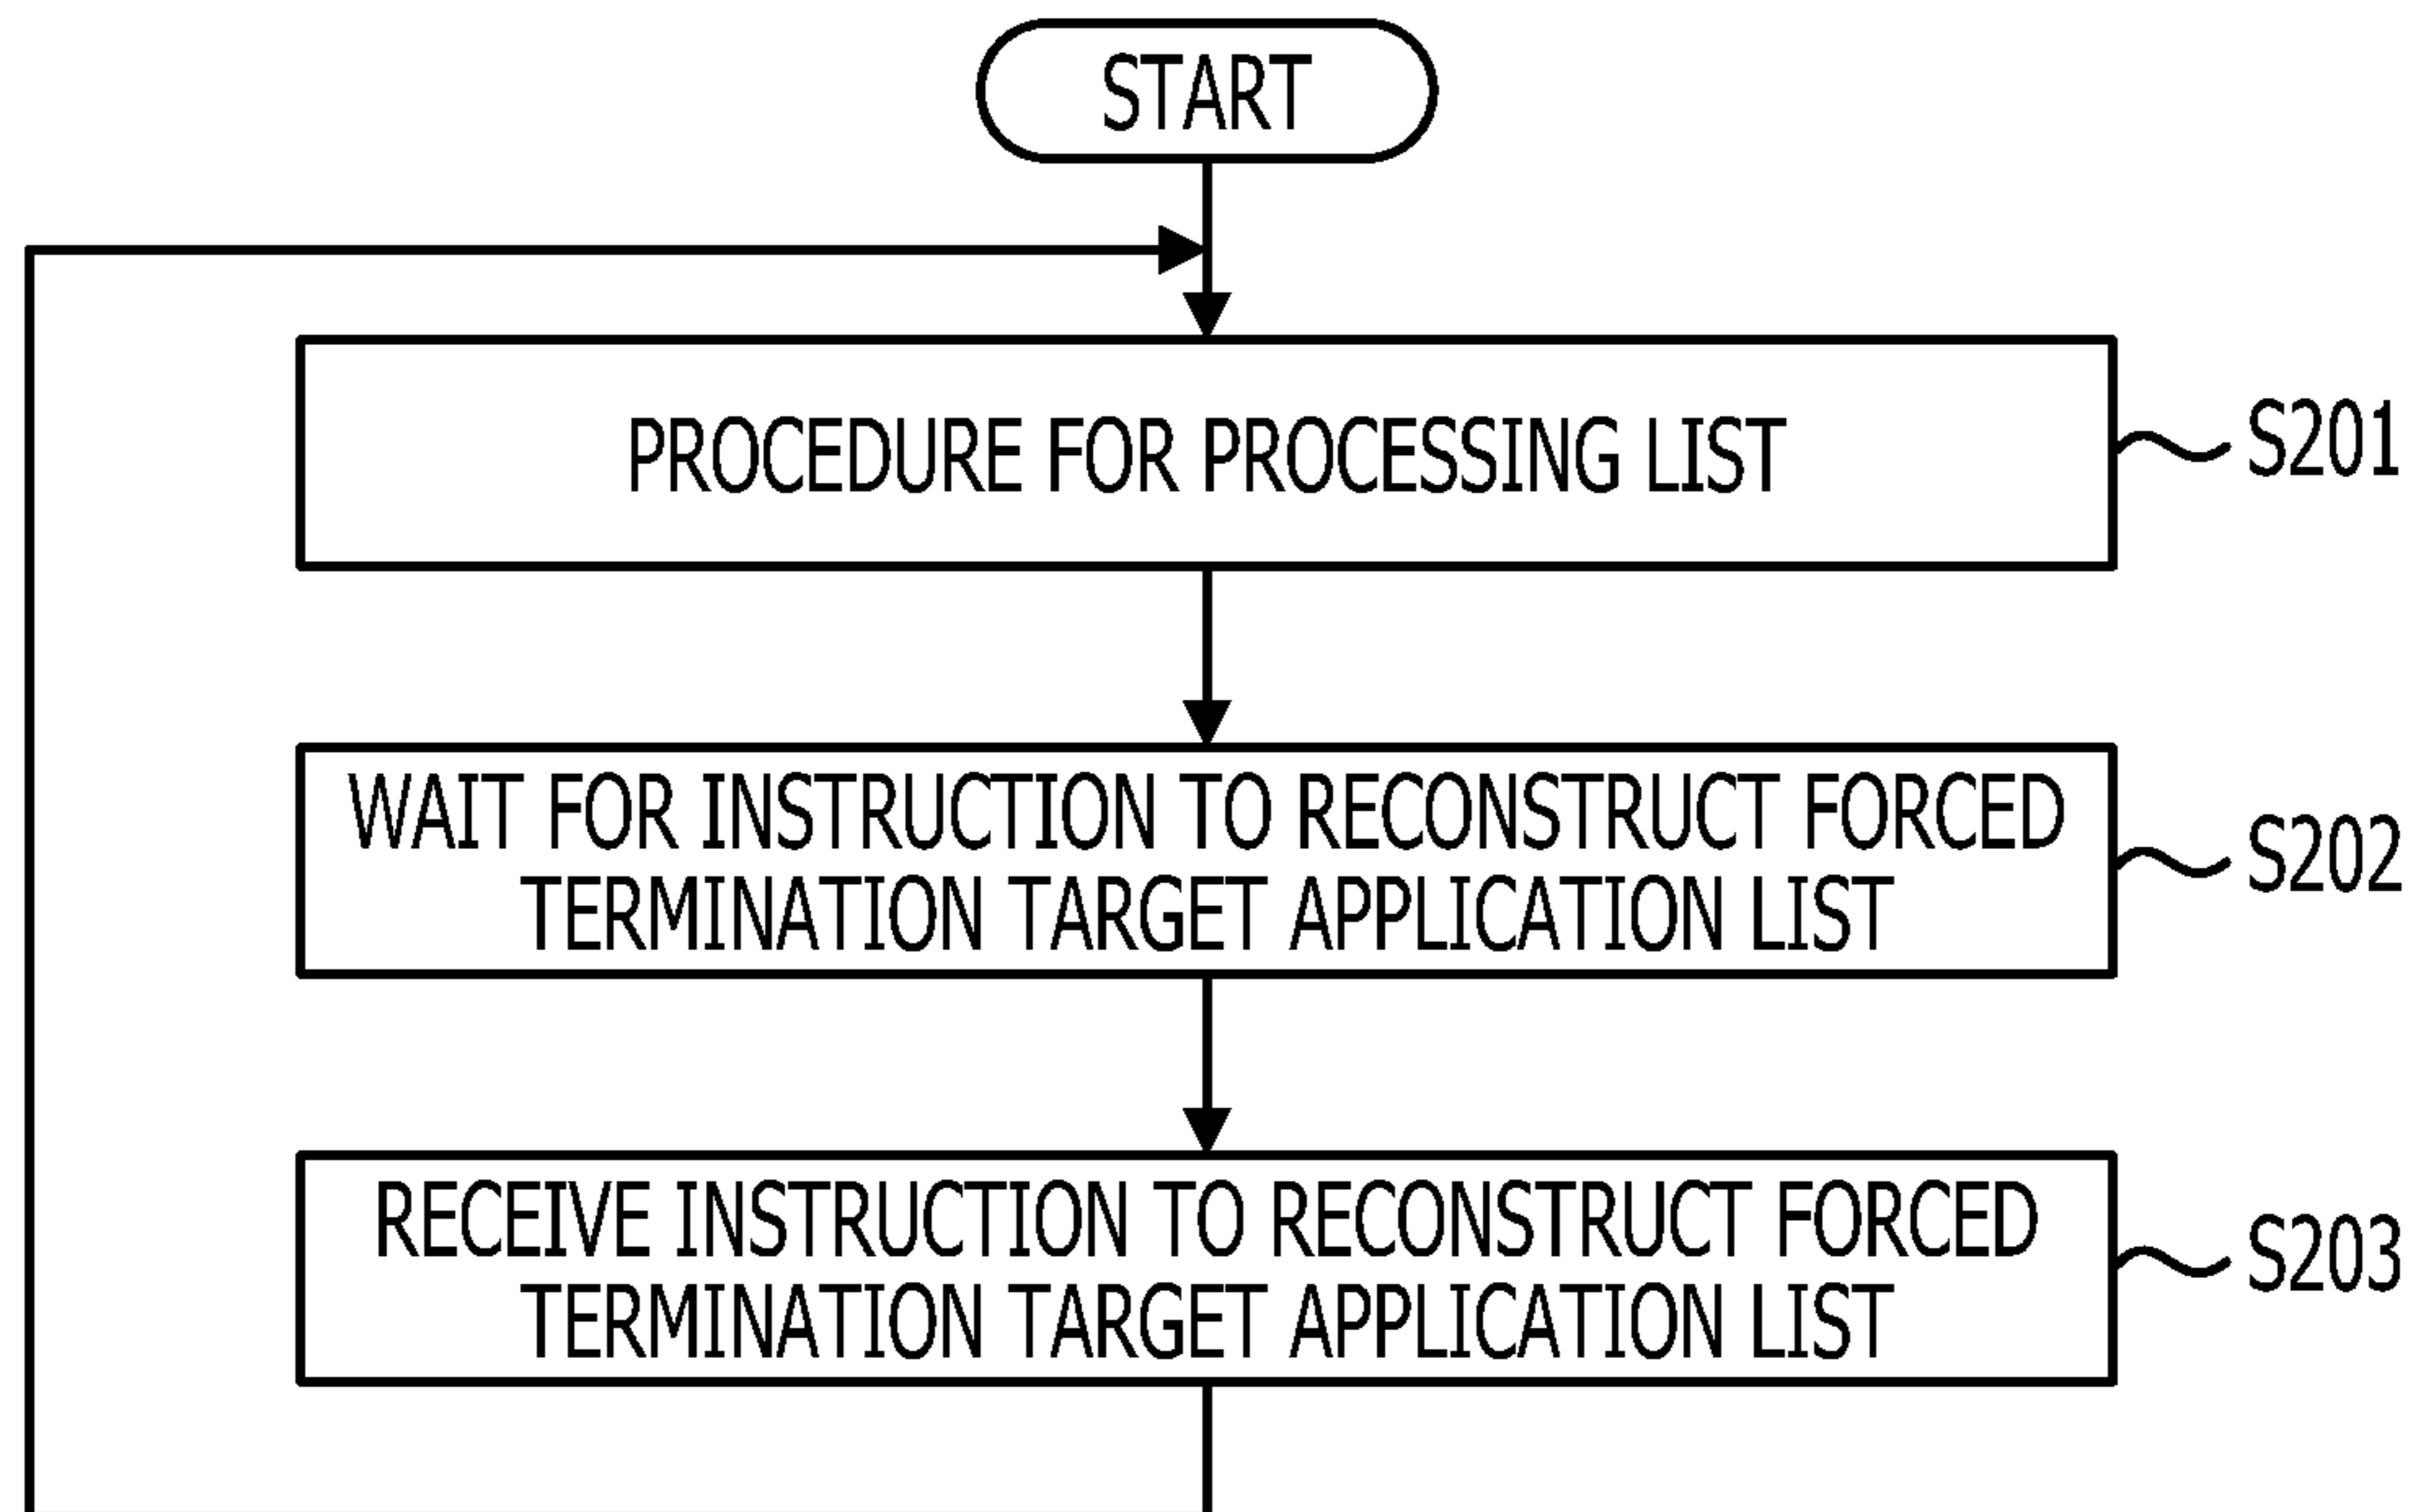 START
PROCEDURE FOR PROCESSING LIST
S201
WAIT FOR INSTRUCTION TO RECONSTRUCT FORCED
TERMINATION TARGET APPLICATION LIST
S202
RECEIVE INSTRUCTION TO RECONSTRUCT FORCED
TERMINATION TARGET APPLICATION LIST
S203